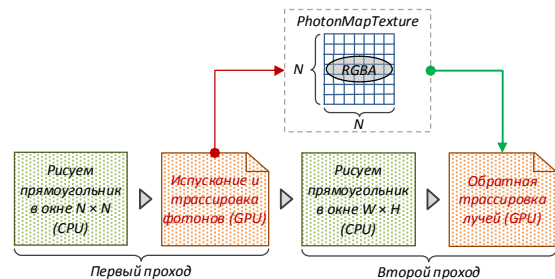 PhotonMapTexture
N
RGBA
N
Рисуем
прямоугольник
в окне N × N
(CPU)
Испускание и
трассировка
фотонов (GPU)
Рисуем
прямоугольник
в окне W × H
(CPU)
Обратная
трассировка
лучей (GPU)
Первый проход
Второй проход